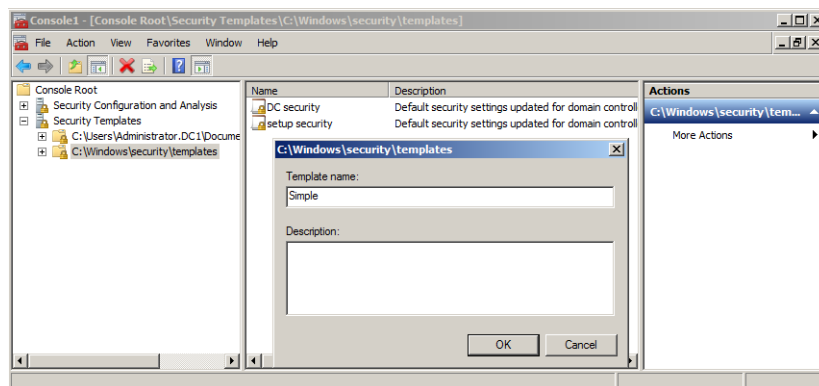 Console1 - [Console Root\Security Templates\C:\Windows\security\templates]
File Action View Favorites Window Help
Console Root
Security Configuration and Analysis
Security Templates
C:\Users\Administrator.DC1\Docume
C:\Windows\security\templates
Name Description
DC security Default security settings updated for domain controll
setup security Default security settings updated for domain controll
C:\Windows\security\templates
Template name:
Simple
Description:
OK Cancel
Actions
C:\Windows\security\tem...
More Actions